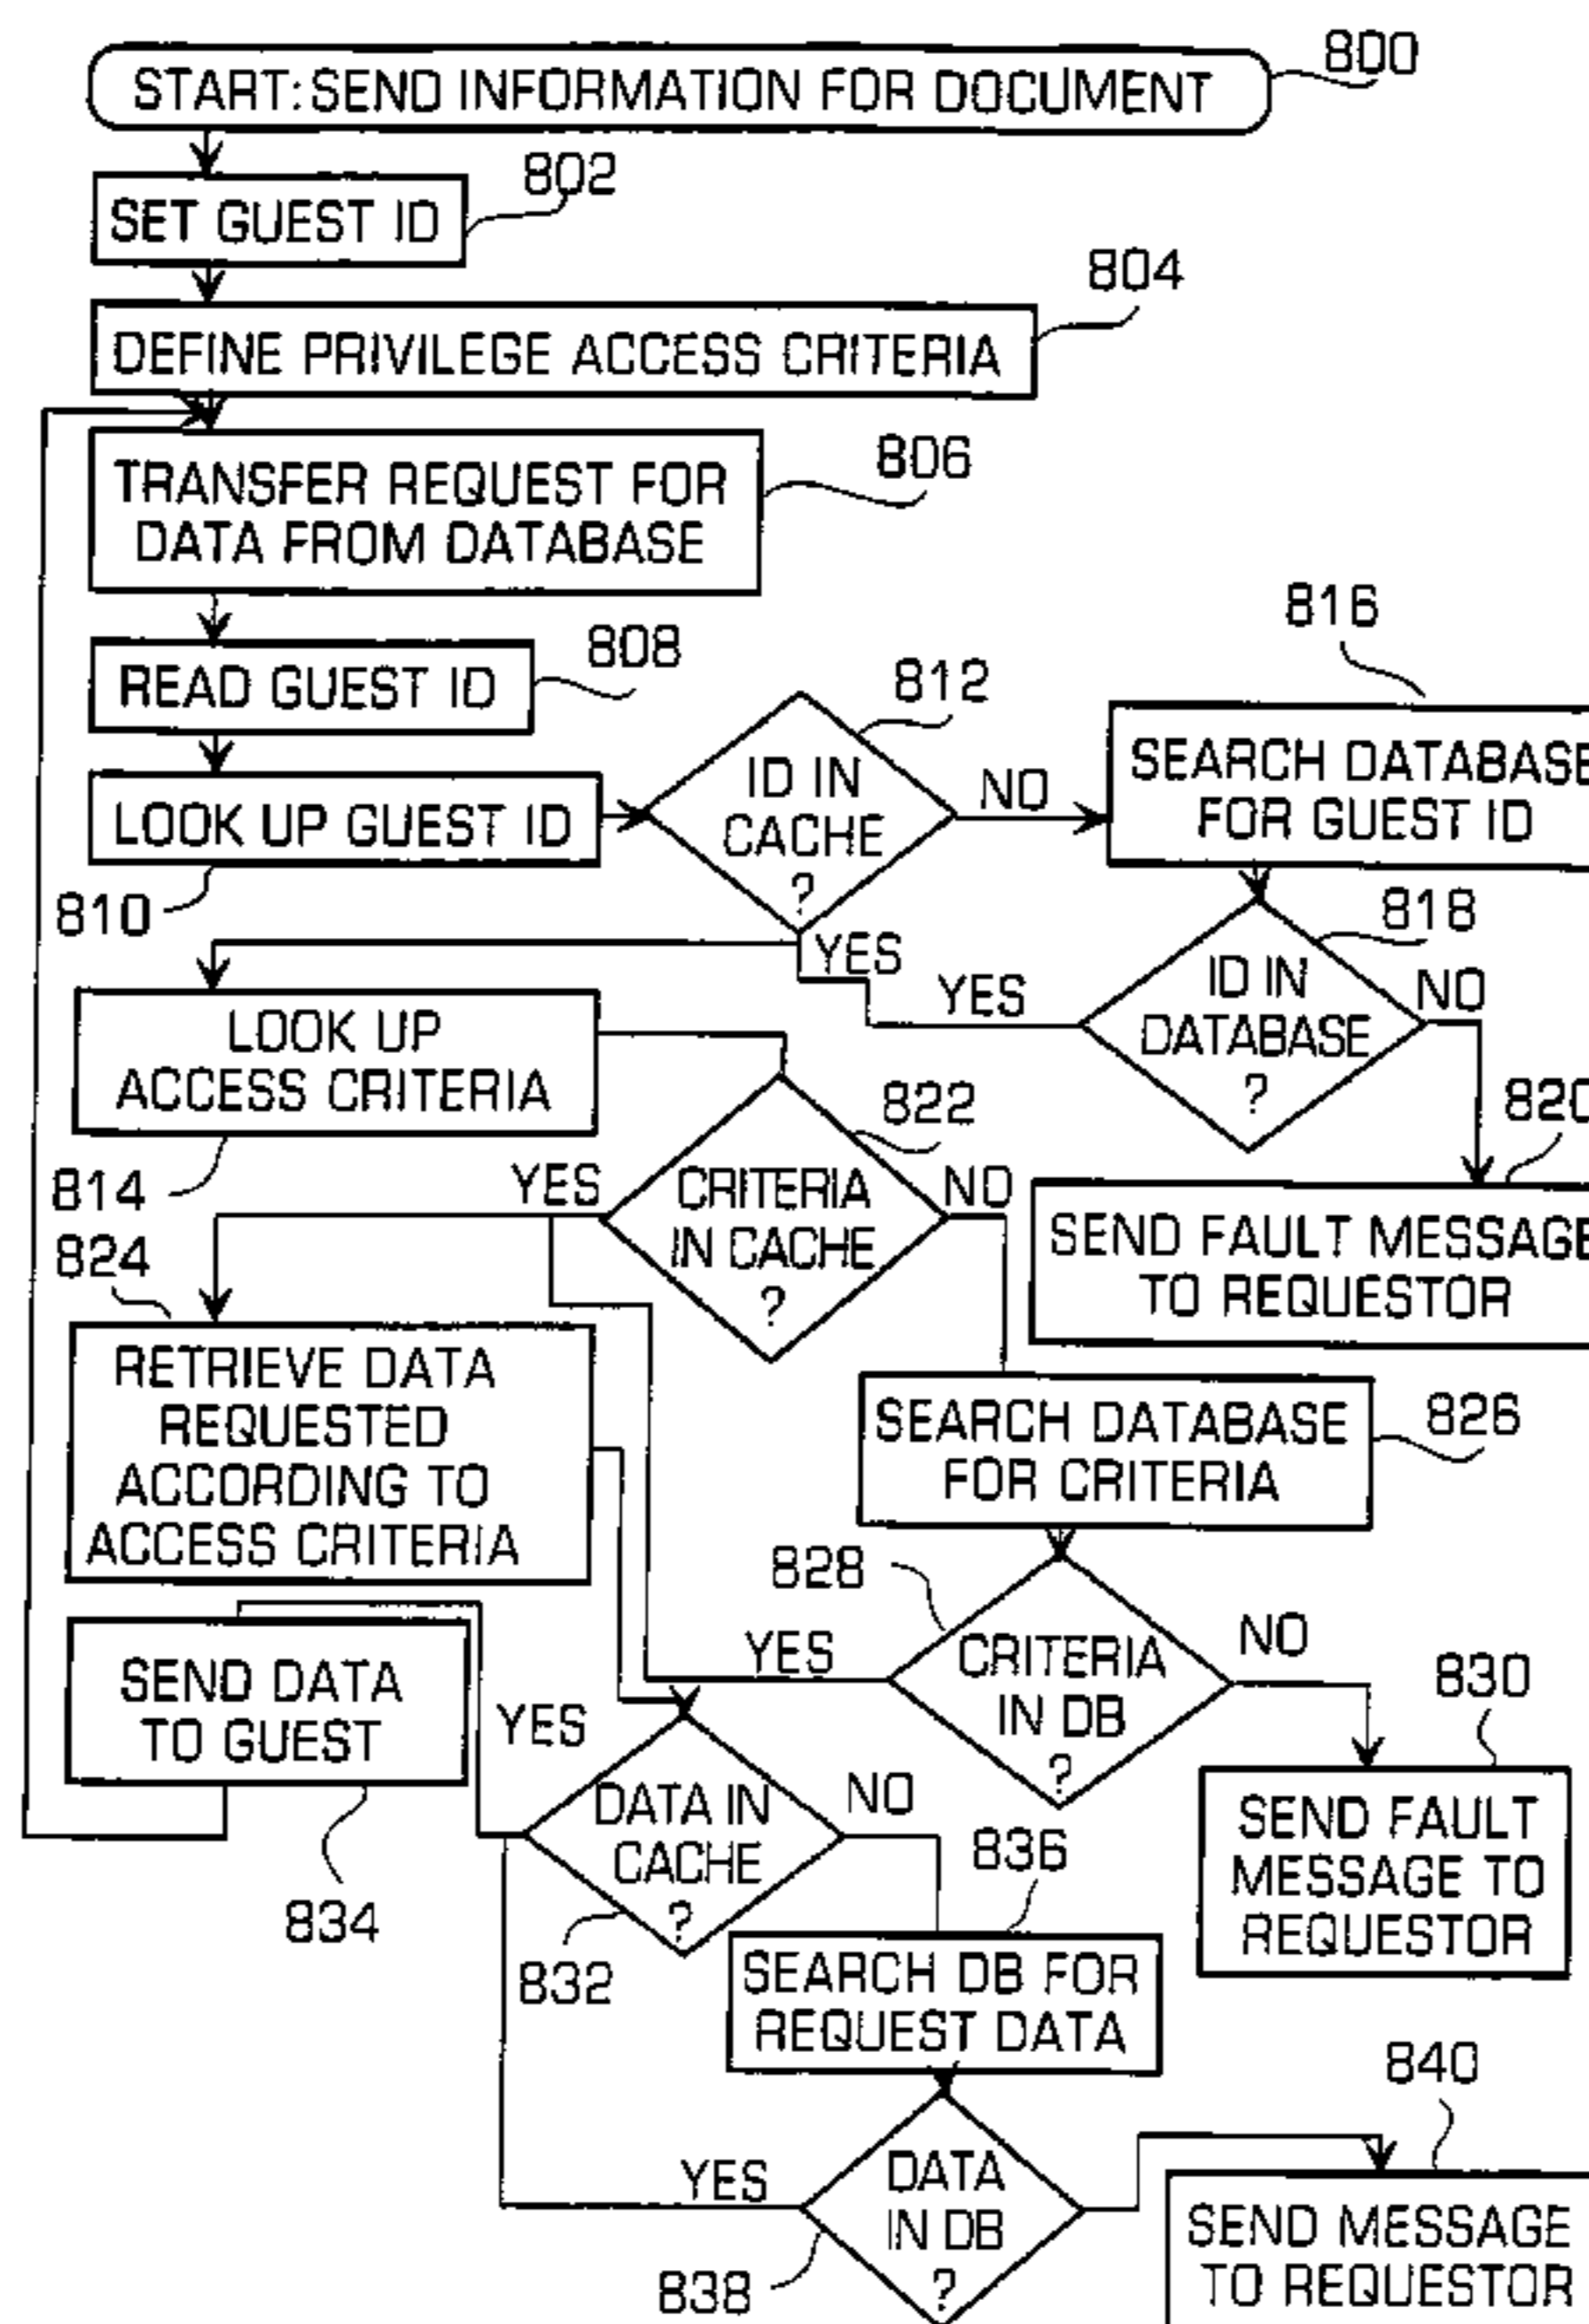 START: SEND INFORMATION FOR DOCUMENT
800
SET GUEST ID
802
DEFINE PRIVILEGE ACCESS CRITERIA
804
TRANSFER REQUEST FOR
DATA FROM DATABASE
806
READ GUEST ID
808
LOOK UP GUEST ID
810
ID IN
CACHE
?
812
NO
YES
SEARCH DATABASE
FOR GUEST ID
816
ID IN
DATABASE
?
818
YES
NO
LOOK UP
ACCESS CRITERIA
814
CRITERIA
IN CACHE
?
822
YES
NO
820
SEND FAULT MESSAGE
TO REQUESTOR
824
RETRIEVE DATA
REQUESTED
ACCORDING TO
ACCESS CRITERIA
SEARCH DATABASE
FOR CRITERIA
826
828
CRITERIA
IN DB
?
YES
NO
830
SEND FAULT
MESSAGE TO
REQUESTOR
SEND DATA
TO GUEST
834
YES
DATA IN
CACHE
?
NO
832
836
SEARCH DB FOR
REQUEST DATA
YES
DATA
IN DB
?
838
840
SEND MESSAGE
TO REQUESTOR